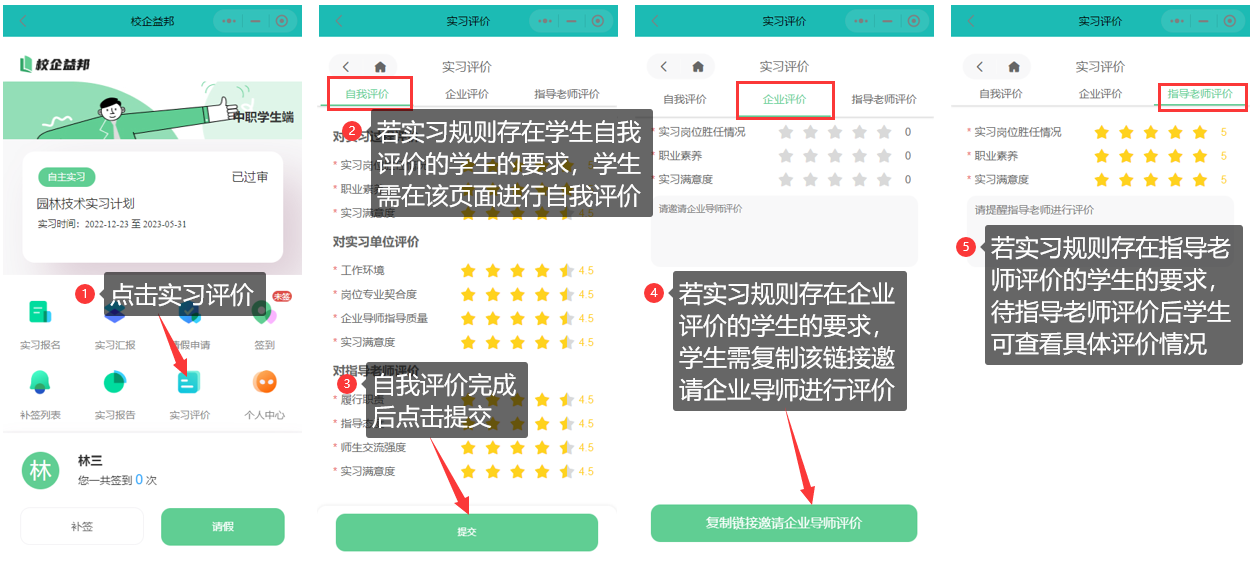 校企益邦
校企益邦
中职学生端
自主实习
已过审
园林技术实习计划
实习时间：2022-12-23 至 2023-05-31
1 点击实习评价
未签
实习报名
实习汇报
请假申请
签到
补签列表
实习报告
实习评价
个人中心
林
林三
您一共签到 0 次
补签
请假
实习评价
实习评价
自我评价
企业评价
指导老师评价
2 若实习规则存在学生自我
评价的学生的要求，学生
需在该页面进行自我评价
* 职业素养
* 实习满意度
对实习单位评价
* 工作环境 4.5
* 岗位专业契合度 4.5
* 企业导师指导质量 4.5
* 实习满意度 4.5
对指导老师评价
3 自我评价完成
后点击提交
* 履行职责 4.5
* 指导态 4.5
* 师生交流强度 4.5
* 实习满意度 4.5
提交
实习评价
实习评价
自我评价
企业评价
指导老师评价
* 实习岗位胜任情况 0
* 职业素养 0
* 实习满意度 0
请邀请企业导师评价
4 若实习规则存在企业
评价的学生的要求，
学生需复制该链接邀
请企业导师进行评价
复制链接邀请企业导师评价
实习评价
实习评价
自我评价
企业评价
指导老师评价
* 实习岗位胜任情况 5
* 职业素养 5
* 实习满意度 5
请提醒指导老师进行评价
5 若实习规则存在指导老
师评价的学生的要求，
待指导老师评价后学生
可查看具体评价情况